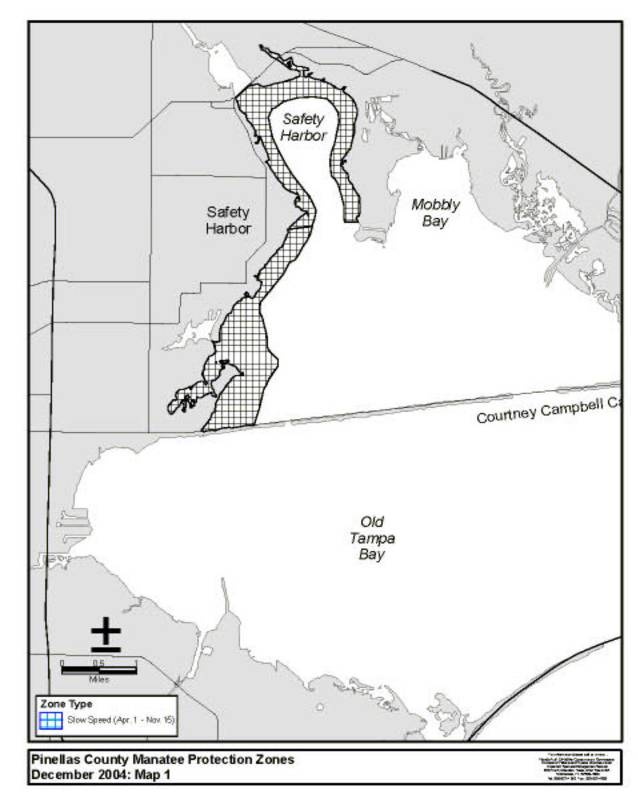 Safety
Harbor
Mobbly
Bay
Safety
Harbor
Courtney Campbell Ca
Old
Tampa
Bay
0 0.5 1
Miles
Zone Type
Slow Speed (Apr. 1 - Nov. 15)
Pinellas County Manatee Protection Zones
December 2004: Map 1